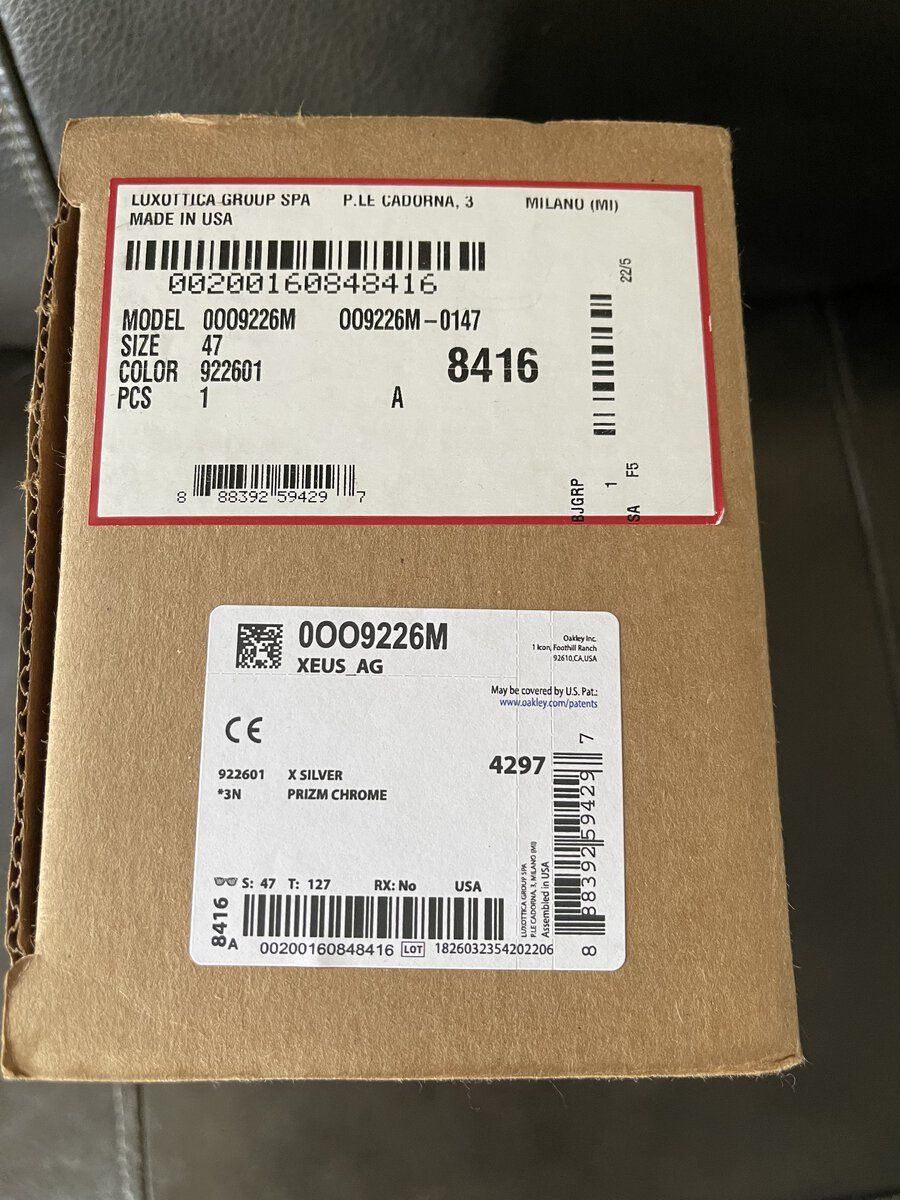 LUXOTTICA GROUP SPA P.LE CADORNA, 3 MILANO (MI)
MADE IN USA
00200160848416
MODEL 0OO9226M OO9226M-0147
SIZE 47
COLOR 922601
PCS 1 A
8416
8 88392 59429 7
22/5
BJGRP 1
SA F5
0OO9226M
XEUS_AG
Oakley Inc.
1 Icon, Foothill Ranch
92610,CA,USA
May be covered by U.S. Pat.:
www.oakley.com/patents
CE
922601 X SILVER
*3N PRIZM CHROME
4297
S: 47 T: 127 RX: No USA
8416
A
00200160848416 LOT 1826032354202206
LUXOTTICA GROUP SPA
P.LE CADORNA, 3, MILANO (MI)
Assembled in USA
8 88392 59429 7